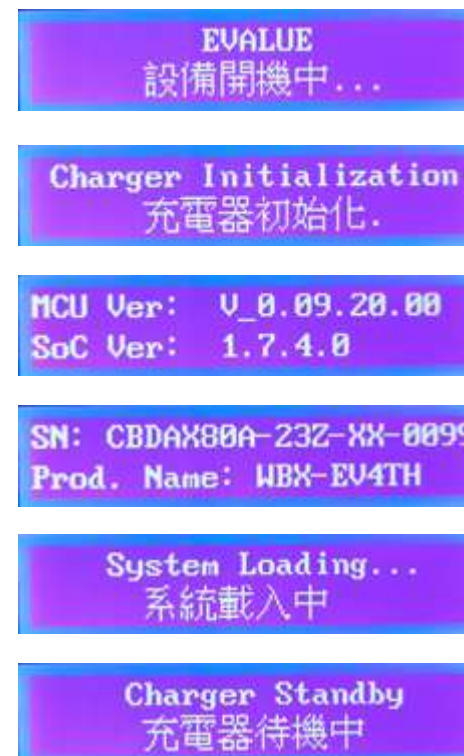 EVALUE
設備開機中...
Charger Initialization
充電器初始化.
MCU Ver: V_0.09.20.00
SoC Ver: 1.7.4.0
SN: CBDAX80A-23Z-XX-0099
Prod. Name: WBX-EV4TH
System Loading...
系統載入中
Charger Standby
充電器待機中